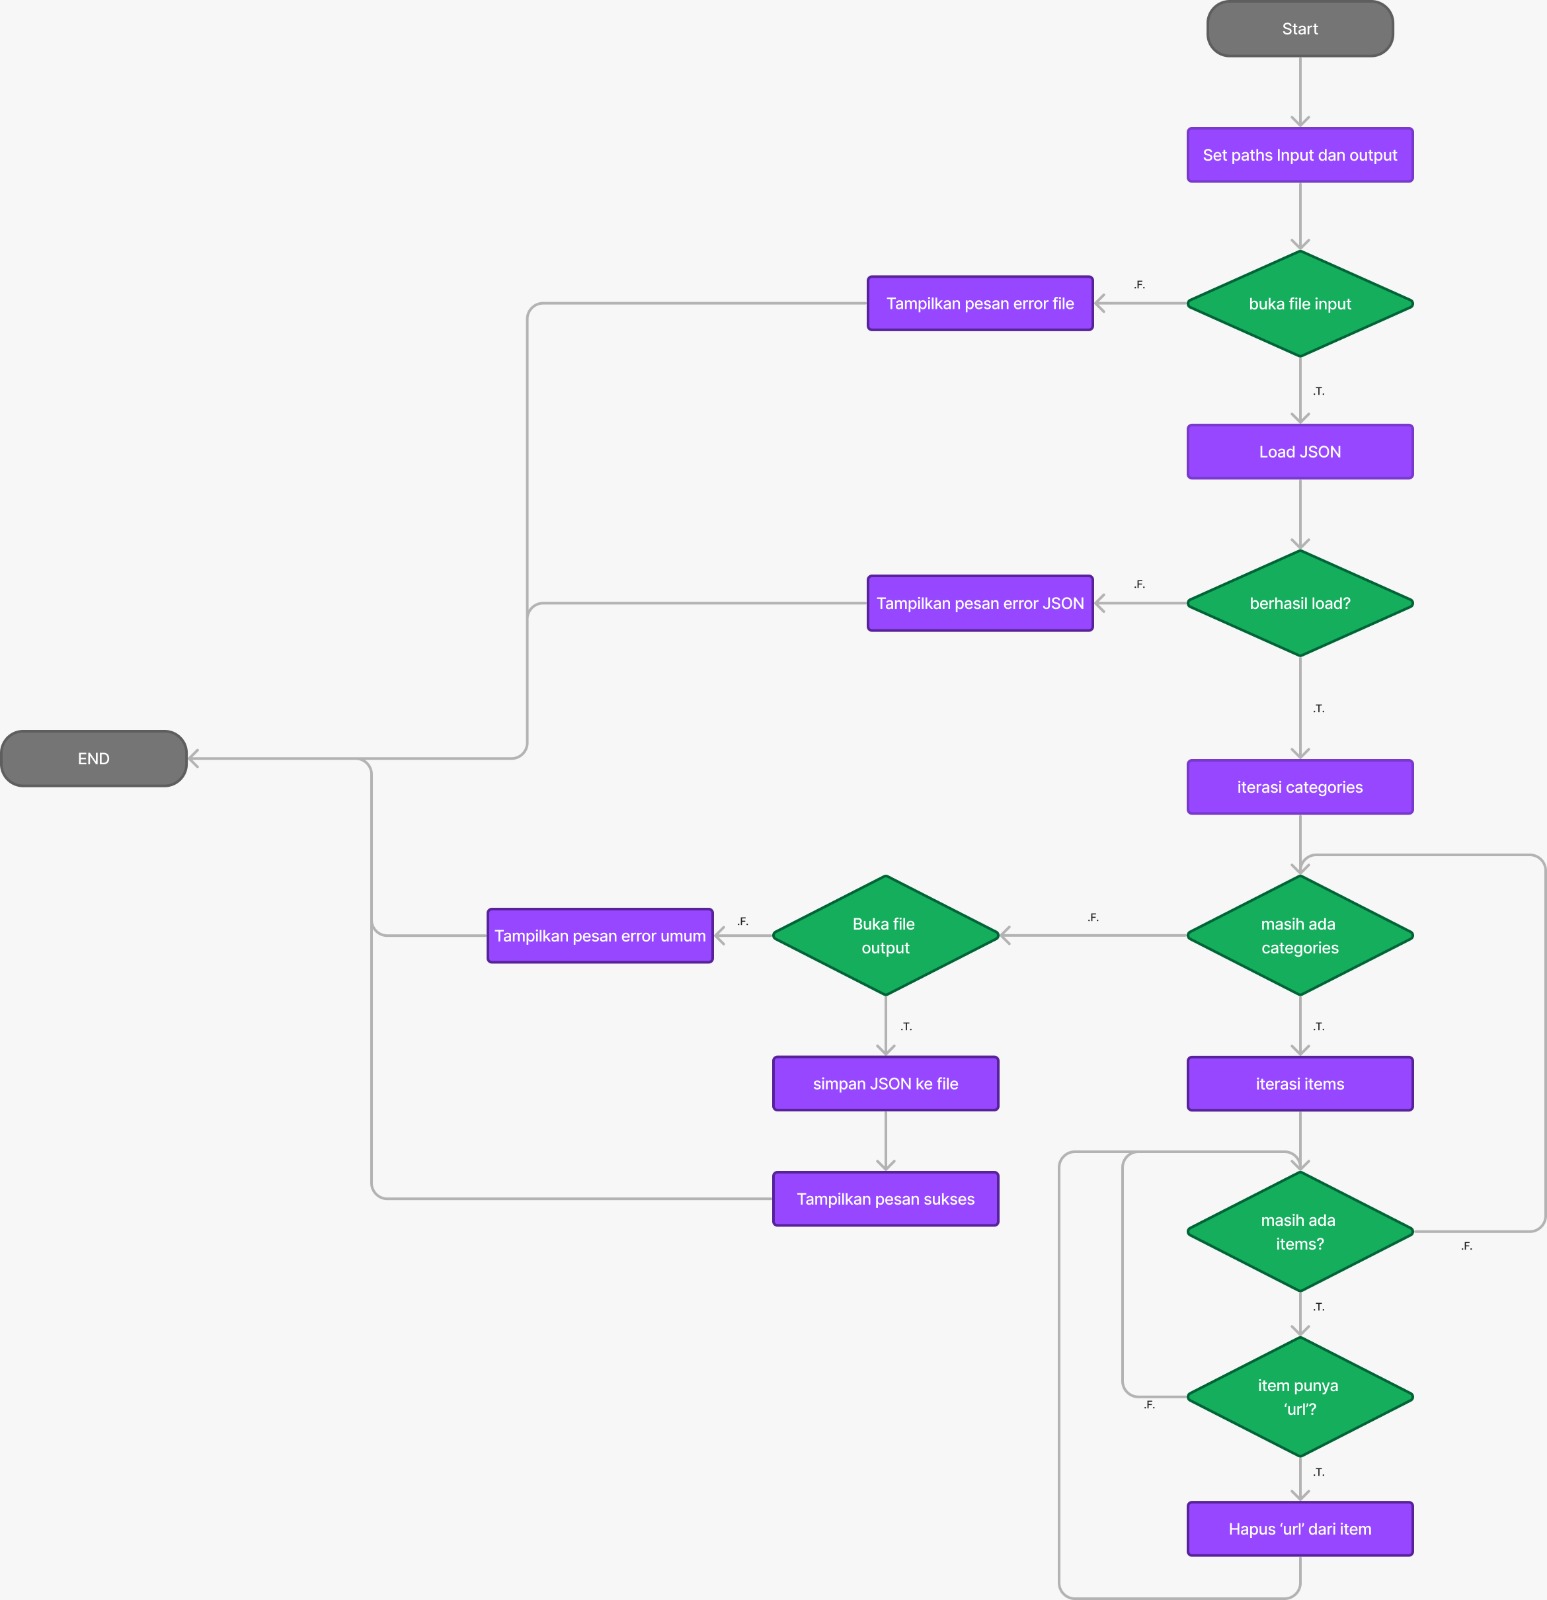 Start
Set paths Input dan output
buka file input
.F.
Tampilkan pesan error file
.T.
Load JSON
berhasil load?
.F.
Tampilkan pesan error JSON
.T.
END
iterasi categories
masih ada
categories
.F.
Buka file
output
.F.
Tampilkan pesan error umum
.T.
simpan JSON ke file
Tampilkan pesan sukses
.T.
iterasi items
masih ada
items?
.F.
.T.
item punya
‘url’?
.F.
.T.
Hapus ‘url’ dari item